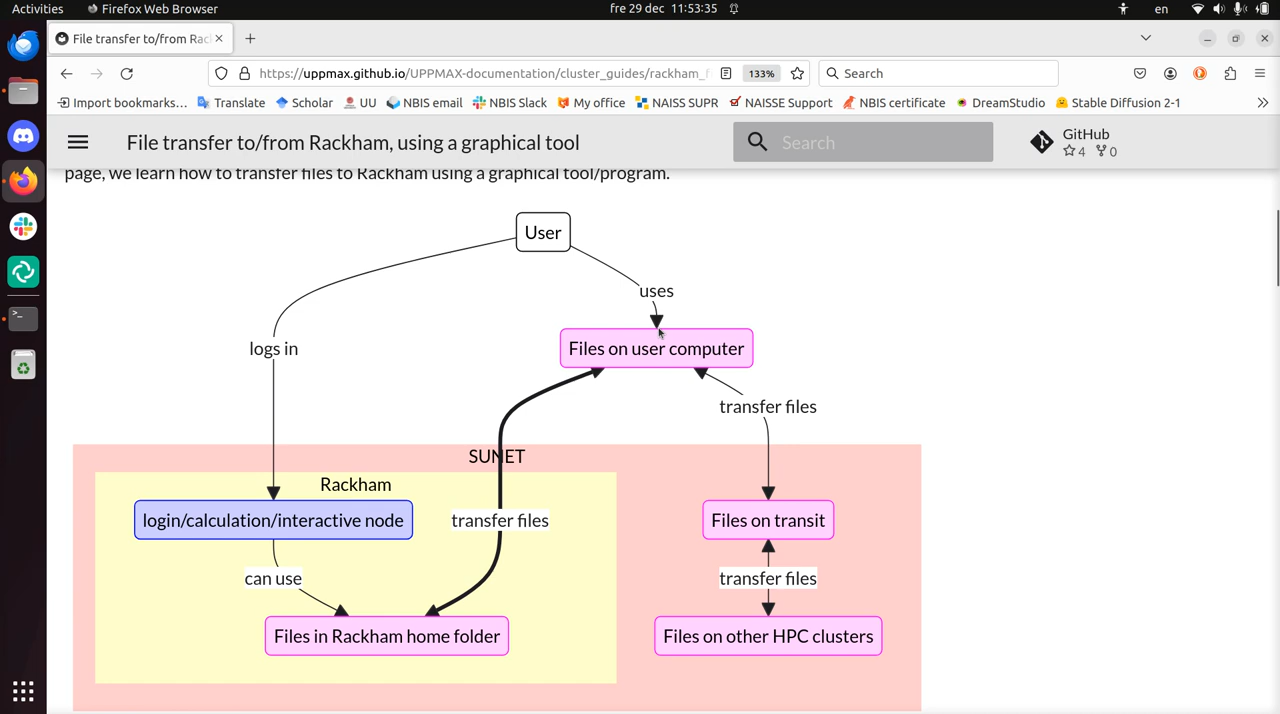 Activities Firefox Web Browser fre 29 dec 11:53:35 en
File transfer to/from Rac
https://uppmax.github.io/UPPMAX-documentation/cluster_guides/rackham_f 133% Search
Import bookmarks… Translate Scholar UU NBIS email NBIS Slack My office NAISS SUPR NAISSE Support NBIS certificate DreamStudio Stable Diffusion 2-1
File transfer to/from Rackham, using a graphical tool Search GitHub
4 0
page, we learn how to transfer files to Rackham using a graphical tool/program.
User
uses
logs in Files on user computer
transfer files
SUNET
Rackham
login/calculation/interactive node transfer files Files on transit
can use transfer files
Files in Rackham home folder Files on other HPC clusters